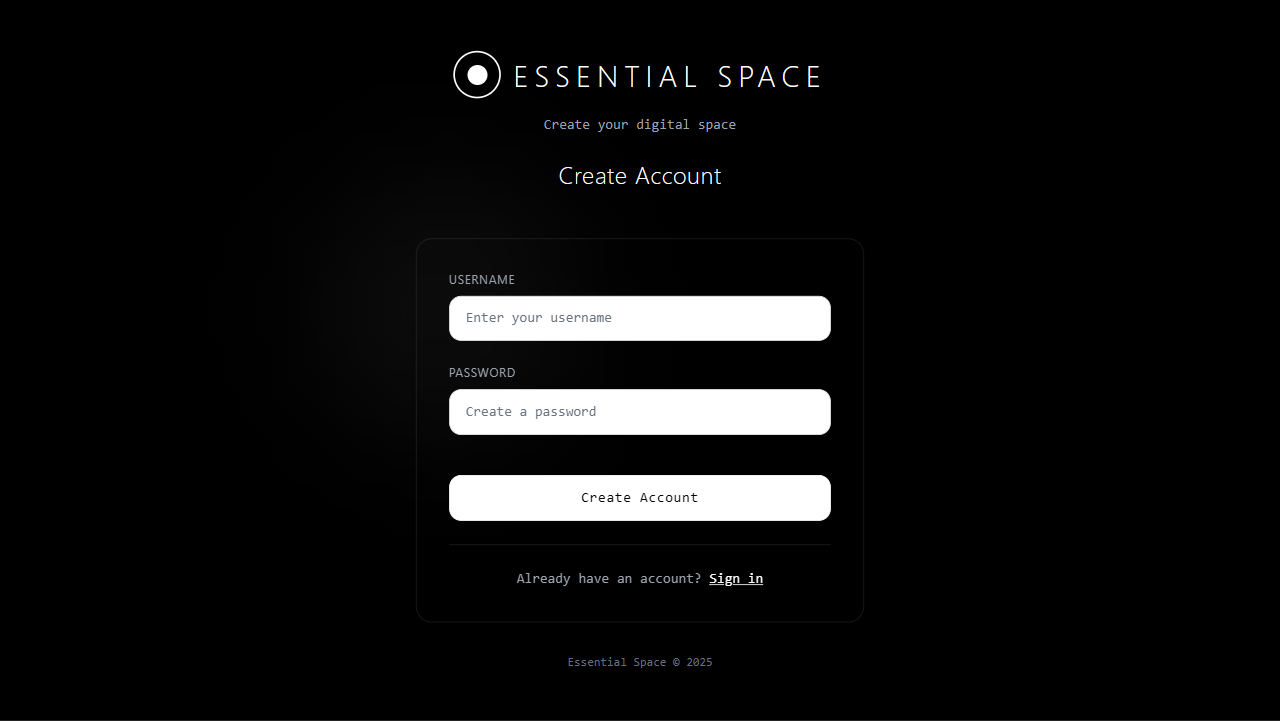 ESSENTIAL SPACE
Create your digital space
Create Account
USERNAME
Enter your username
PASSWORD
Create a password
Create Account
Already have an account? Sign in
Essential Space © 2025